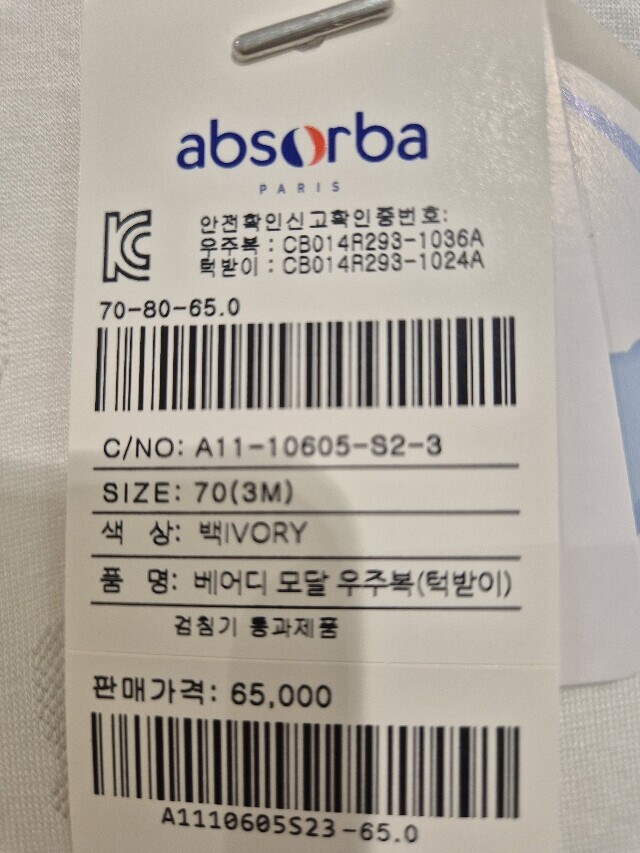 absorba
PARIS
안전확인신고확인증번호:
우주복 : CB014R293-1036A
턱받이 : CB014R293-1024A
70-80-65.0
C/NO: A11-10605-S2-3
SIZE: 70(3M)
색 상: 백IVORY
품 명: 베어디 모달 우주복(턱받이)
검침기 통과제품
판매가격: 65,000
A1110605S23-65.0